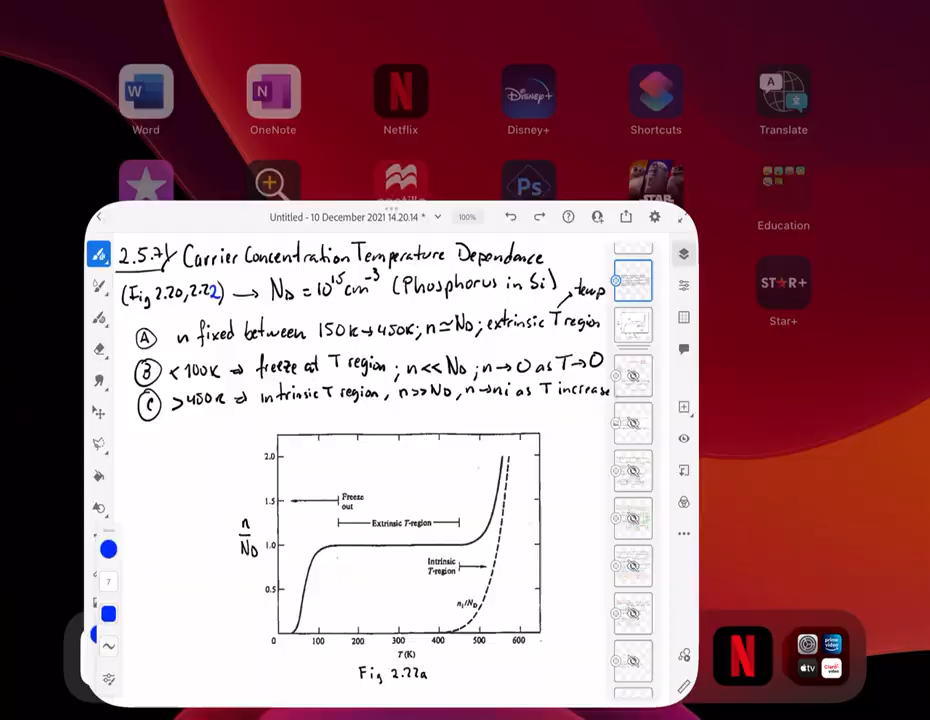 Word
OneNote
Netflix
Disney+
Shortcuts
Translate
Education
Star+
Untitled - 10 December 2021 14.20.14 *
100%
2.5.7) Carrier Concentration Temperature Dependence
(Fig 2.20, 2.22) → ND = 10^15 cm^-3 (Phosphorus in Si)
temp
A n fixed between 150K → 450K; n ≃ ND; extrinsic T region
B < 100K ⇒ freeze at T region; n << ND; n → 0 as T → 0
C > 450K ⇒ intrinsic T region, n >> ND, n → ni as T increase
2.0
1.5
1.0
0.5
n
ND
Freeze
out
Extrinsic T-region
Intrinsic
T-region
ni/ND
0 100 200 300 400 500 600
T (K)
Fig 2.22a
7